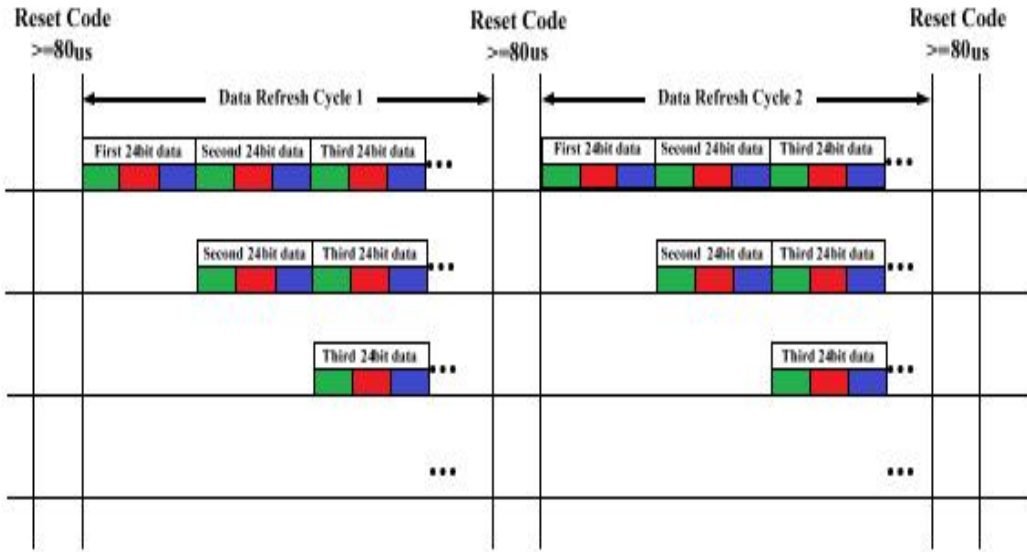 Reset Code
>=80us
Reset Code
>=80us
Reset Code
>=80us
Data Refresh Cycle 1
Data Refresh Cycle 2
First 24bit data Second 24bit data Third 24bit data •••
First 24bit data Second 24bit data Third 24bit data •••
Second 24bit data Third 24bit data •••
Second 24bit data Third 24bit data •••
Third 24bit data •••
Third 24bit data •••
•••
•••